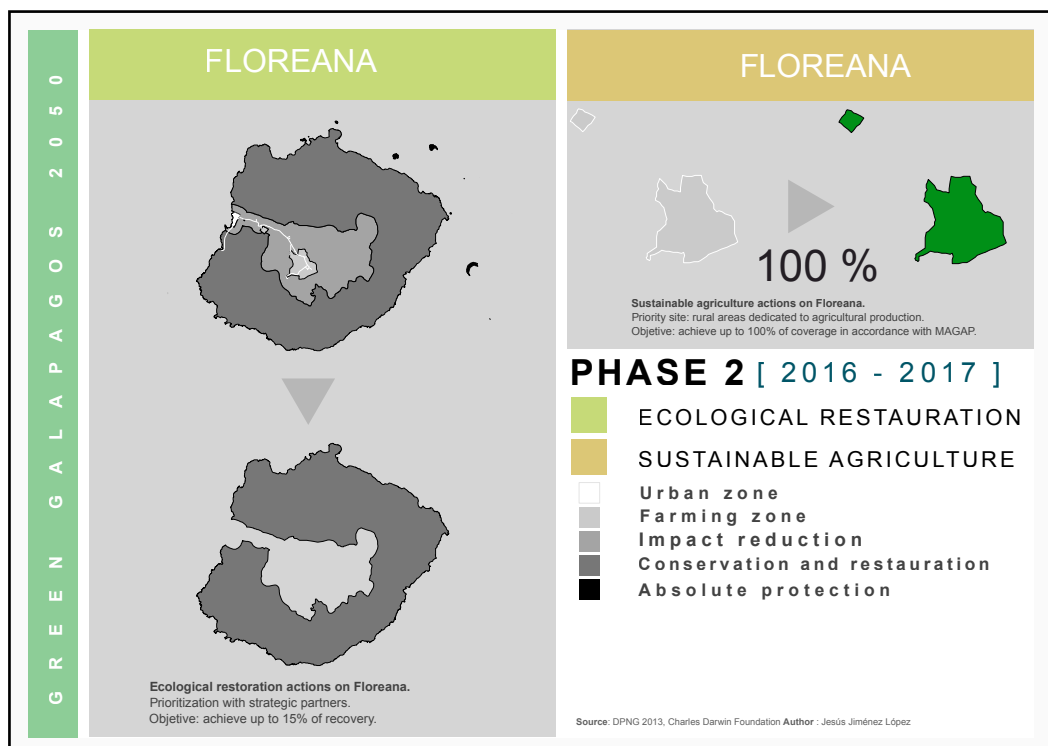 GREEN GALAPAGOS 2050
FLOREANA
Ecological restoration actions on Floreana.
Prioritization with strategic partners.
Objetive: achieve up to 15% of recovery.
FLOREANA
100 %
Sustainable agriculture actions on Floreana.
Priority site: rural areas dedicated to agricultural production.
Objetive: achieve up to 100% of coverage in accordance with MAGAP.
PHASE 2 [ 2016 - 2017 ]
ECOLOGICAL RESTAURATION
SUSTAINABLE AGRICULTURE
Urban zone
Farming zone
Impact reduction
Conservation and restauration
Absolute protection
Source: DPNG 2013, Charles Darwin Foundation Author : Jesús Jiménez López